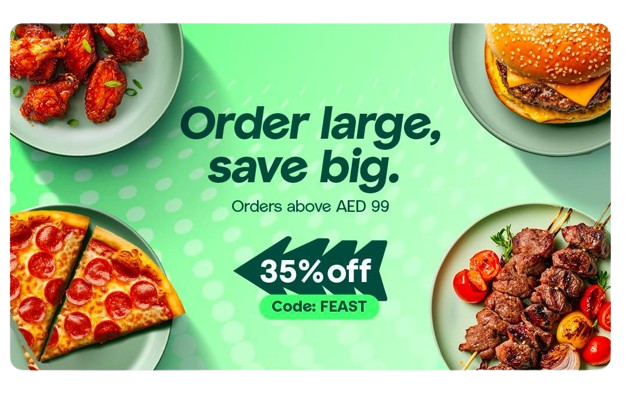 Order large,
save big.
Orders above AED 99
35% off
Code: FEAST